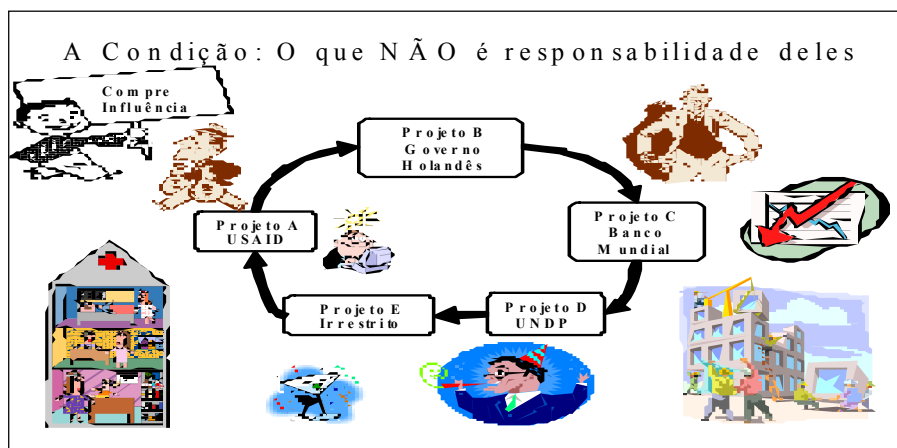 A Condição: O que NÃO é responsabilidade deles
Compre
Influência
Projeto B
Governo
Holandês
Projeto A
USAID
Projeto C
Banco
Mundial
Projeto E
Irrestrito
Projeto D
UNDP